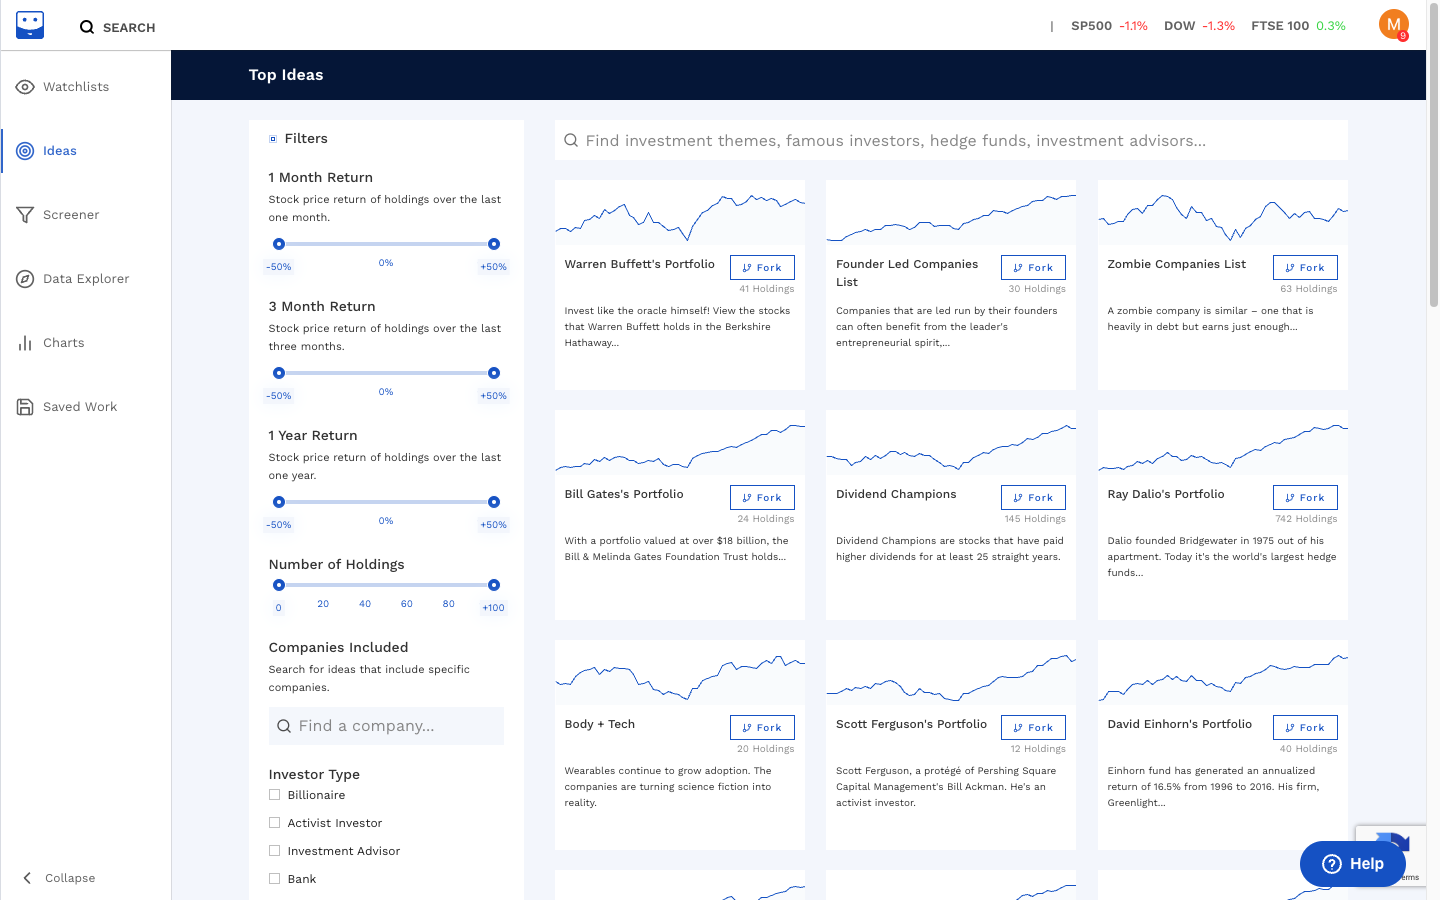 SEARCH
|
SP500 -1.1%
DOW -1.3%
FTSE 100 0.3%
M
9
Watchlists
Ideas
Screener
Data Explorer
Charts
Saved Work
Collapse
Top Ideas
Filters
1 Month Return
Stock price return of holdings over the last
one month.
-50%
0%
+50%
3 Month Return
Stock price return of holdings over the last
three months.
-50%
0%
+50%
1 Year Return
Stock price return of holdings over the last
one year.
-50%
0%
+50%
Number of Holdings
0
20
40
60
80
+100
Companies Included
Search for ideas that include specific
companies.
Find a company...
Investor Type
Billionaire
Activist Investor
Investment Advisor
Bank
Find investment themes, famous investors, hedge funds, investment advisors...
Warren Buffett's Portfolio
Fork
41 Holdings
Invest like the oracle himself! View the stocks
that Warren Buffett holds in the Berkshire
Hathaway...
Founder Led Companies
List
Fork
30 Holdings
Companies that are led run by their founders
can often benefit from the leader's
entrepreneurial spirit,...
Zombie Companies List
Fork
63 Holdings
A zombie company is similar – one that is
heavily in debt but earns just enough...
Bill Gates's Portfolio
Fork
24 Holdings
With a portfolio valued at over $18 billion, the
Bill & Melinda Gates Foundation Trust holds...
Dividend Champions
Fork
145 Holdings
Dividend Champions are stocks that have paid
higher dividends for at least 25 straight years.
Ray Dalio's Portfolio
Fork
742 Holdings
Dalio founded Bridgewater in 1975 out of his
apartment. Today it's the world's largest hedge
funds...
Body + Tech
Fork
20 Holdings
Wearables continue to grow adoption. The
companies are turning science fiction into
reality.
Scott Ferguson's Portfolio
Fork
12 Holdings
Scott Ferguson, a protégé of Pershing Square
Capital Management's Bill Ackman. He's an
activist investor.
David Einhorn's Portfolio
Fork
40 Holdings
Einhorn fund has generated an annualized
return of 16.5% from 1996 to 2016. His firm,
Greenlight...
Help